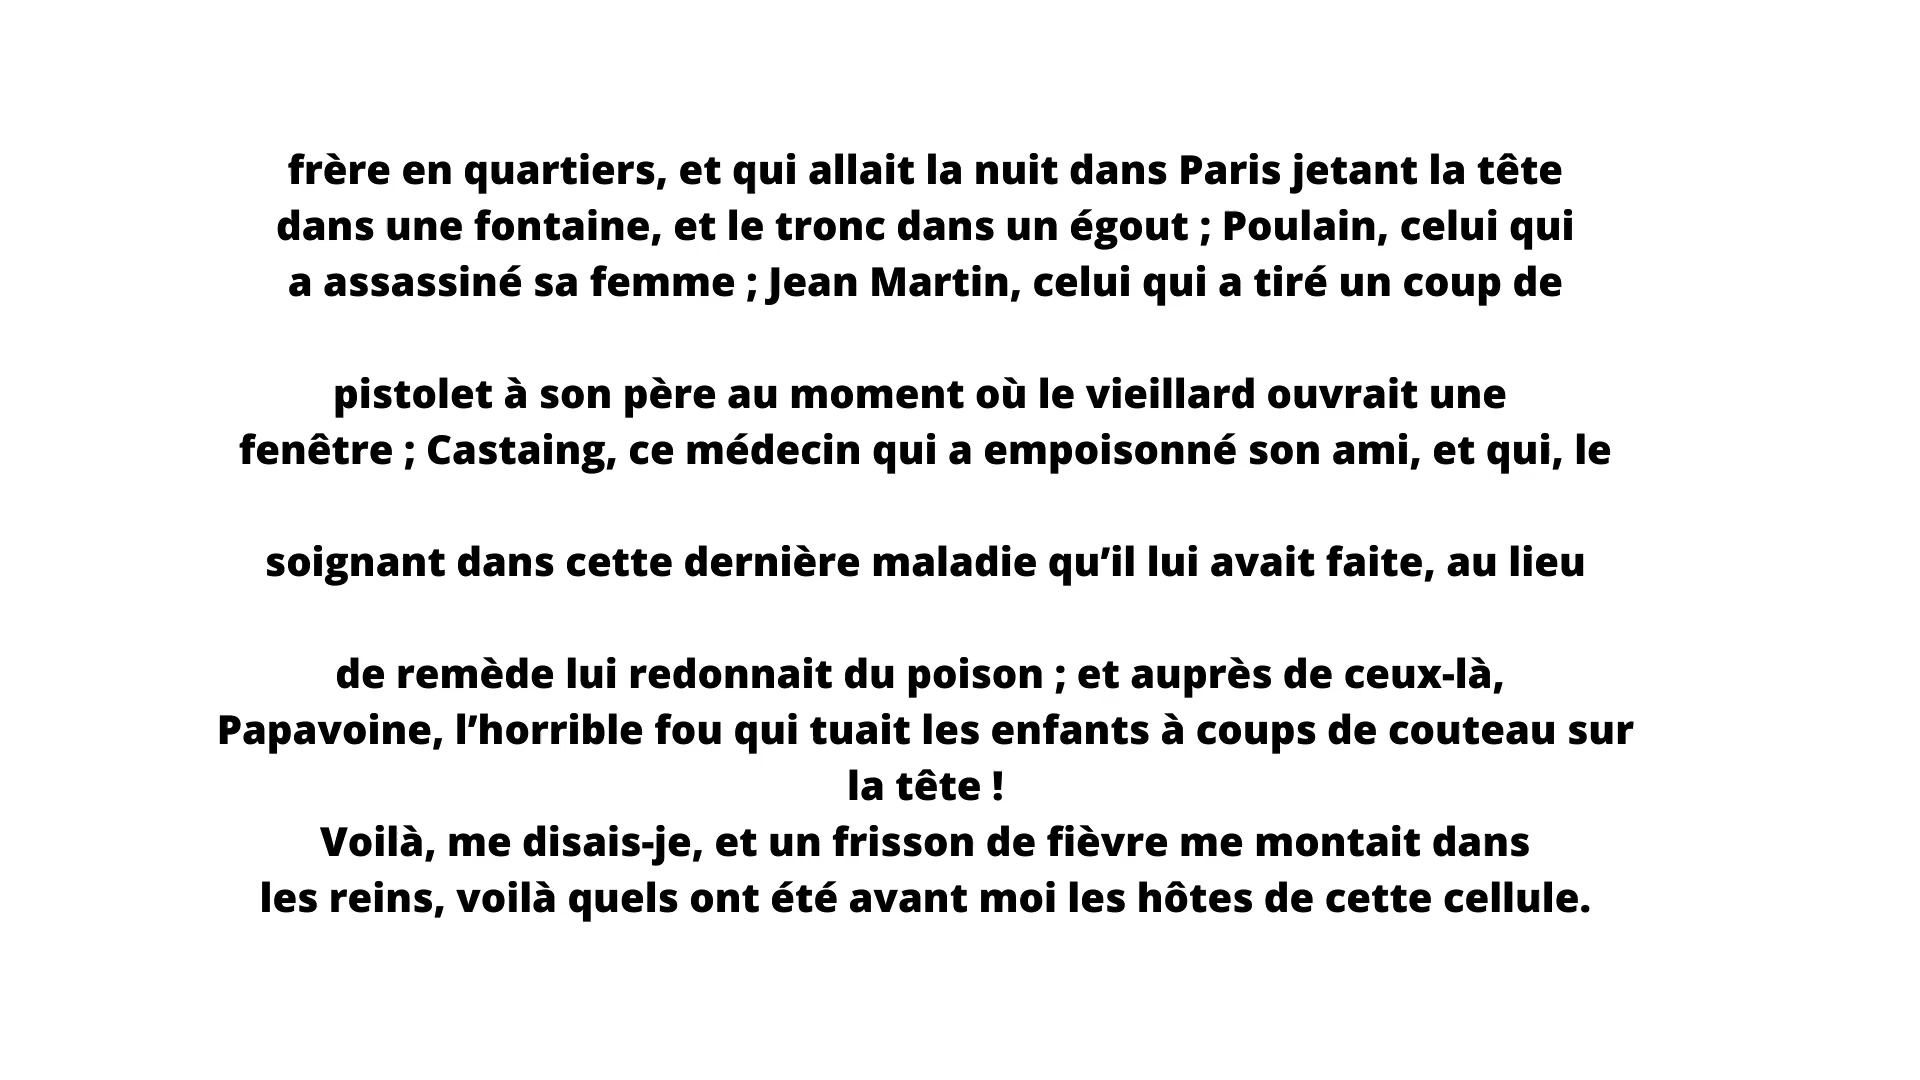 frère en quartiers, et qui allait la nuit dans Paris jetant la tête
dans une fontaine, et le tronc dans un égout ; Poulain, celui qui
a assassiné sa femme ; Jean Martin, celui qui a tiré un coup de
pistolet à son père au moment où le vieillard ouvrait une
fenêtre ; Castaing, ce médecin qui a empoisonné son ami, et qui, le
soignant dans cette dernière maladie qu’il lui avait faite, au lieu
de remède lui redonnait du poison ; et auprès de ceux-là,
Papavoine, l’horrible fou qui tuait les enfants à coups de couteau sur
la tête !
Voilà, me disais-je, et un frisson de fièvre me montait dans
les reins, voilà quels ont été avant moi les hôtes de cette cellule.